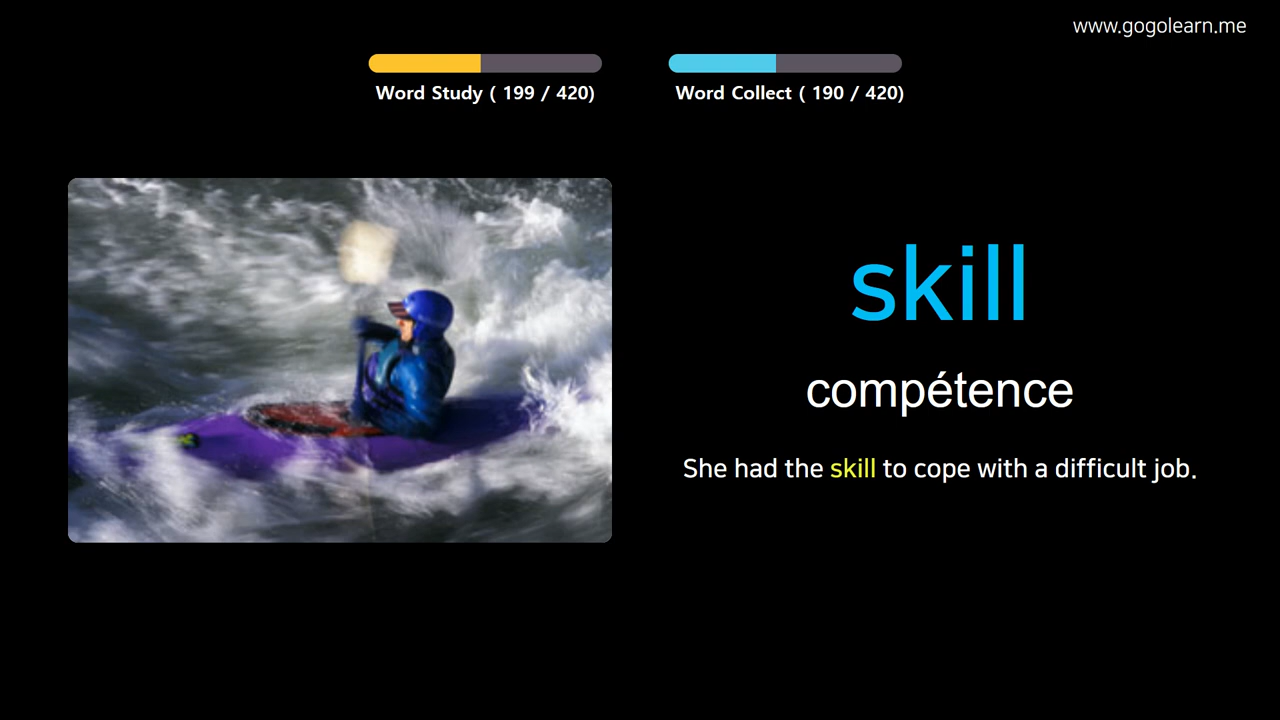 www.gogolearn.me
Word Study ( 199 / 420)
Word Collect ( 190 / 420)
skill
compétence
She had the skill to cope with a difficult job.